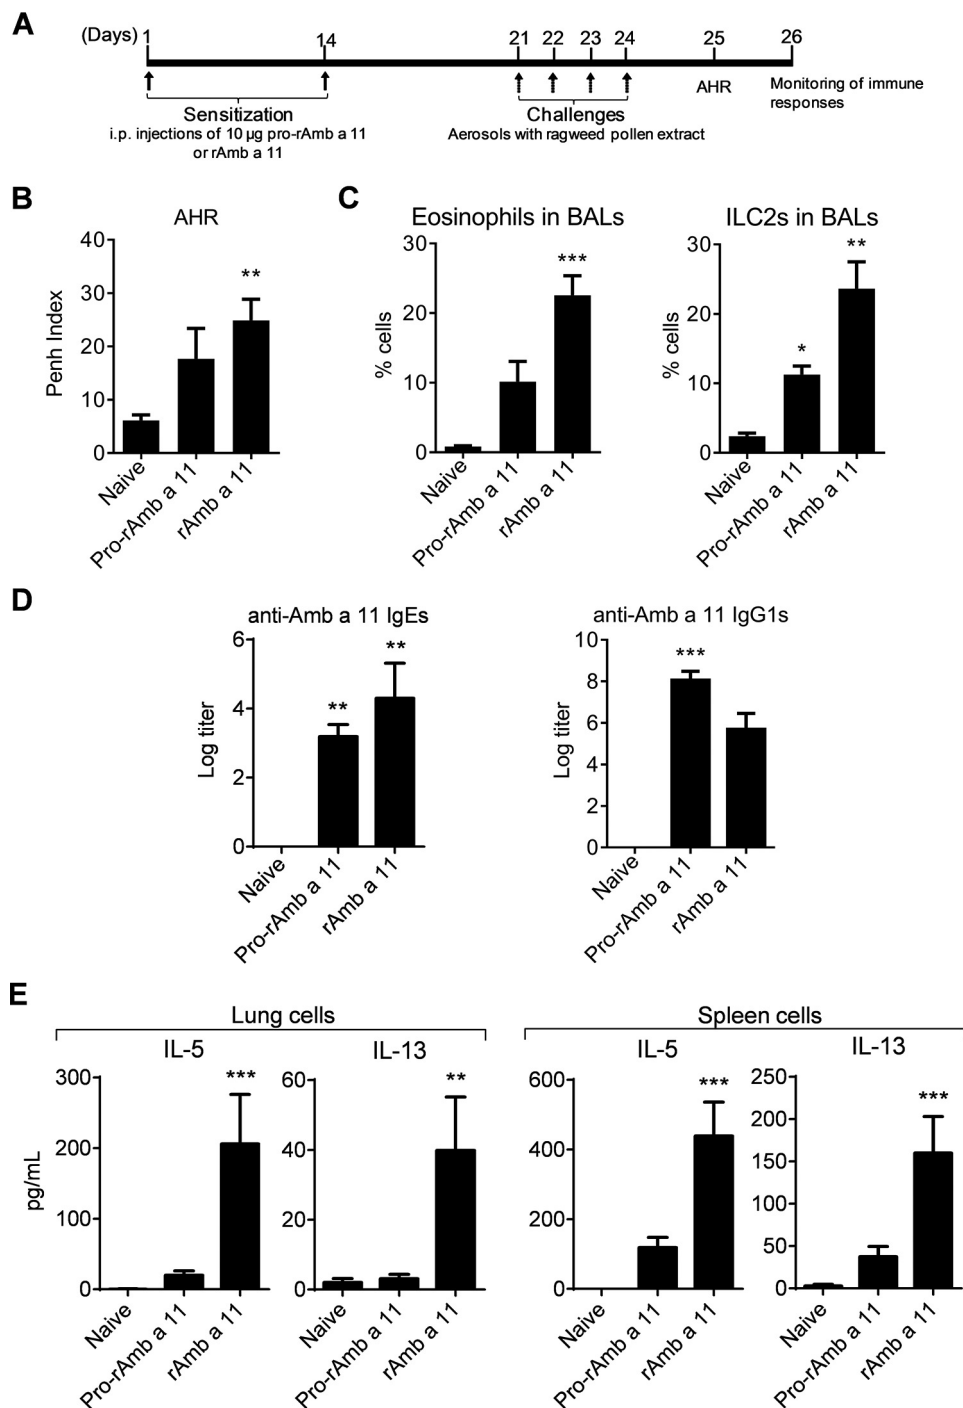 A
(Days) 1 14 21 22 23 24 25 26
Sensitization
i.p. injections of 10 µg pro-rAmb a 11
or rAmb a 11
Challenges
Aerosols with ragweed pollen extract
AHR
Monitoring of immune
responses
B
AHR
Penh Index
40
30
20
10
0
**
Naive
Pro-rAmb a 11
rAmb a 11
C
Eosinophils in BALs
% cells
30
20
10
0
***
Naive
Pro-rAmb a 11
rAmb a 11
ILC2s in BALs
% cells
30
20
10
0
*
**
Naive
Pro-rAmb a 11
rAmb a 11
D
anti-Amb a 11 IgEs
Log titer
6
4
2
0
**
**
Naive
Pro-rAmb a 11
rAmb a 11
anti-Amb a 11 IgG1s
Log titer
10
8
6
4
2
0
***
Naive
Pro-rAmb a 11
rAmb a 11
E
Lung cells
IL-5
pg/mL
300
200
100
0
***
Naive
Pro-rAmb a 11
rAmb a 11
IL-13
60
40
20
0
**
Naive
Pro-rAmb a 11
rAmb a 11
Spleen cells
IL-5
600
400
200
0
***
Naive
Pro-rAmb a 11
rAmb a 11
IL-13
250
200
150
100
50
0
***
Naive
Pro-rAmb a 11
rAmb a 11